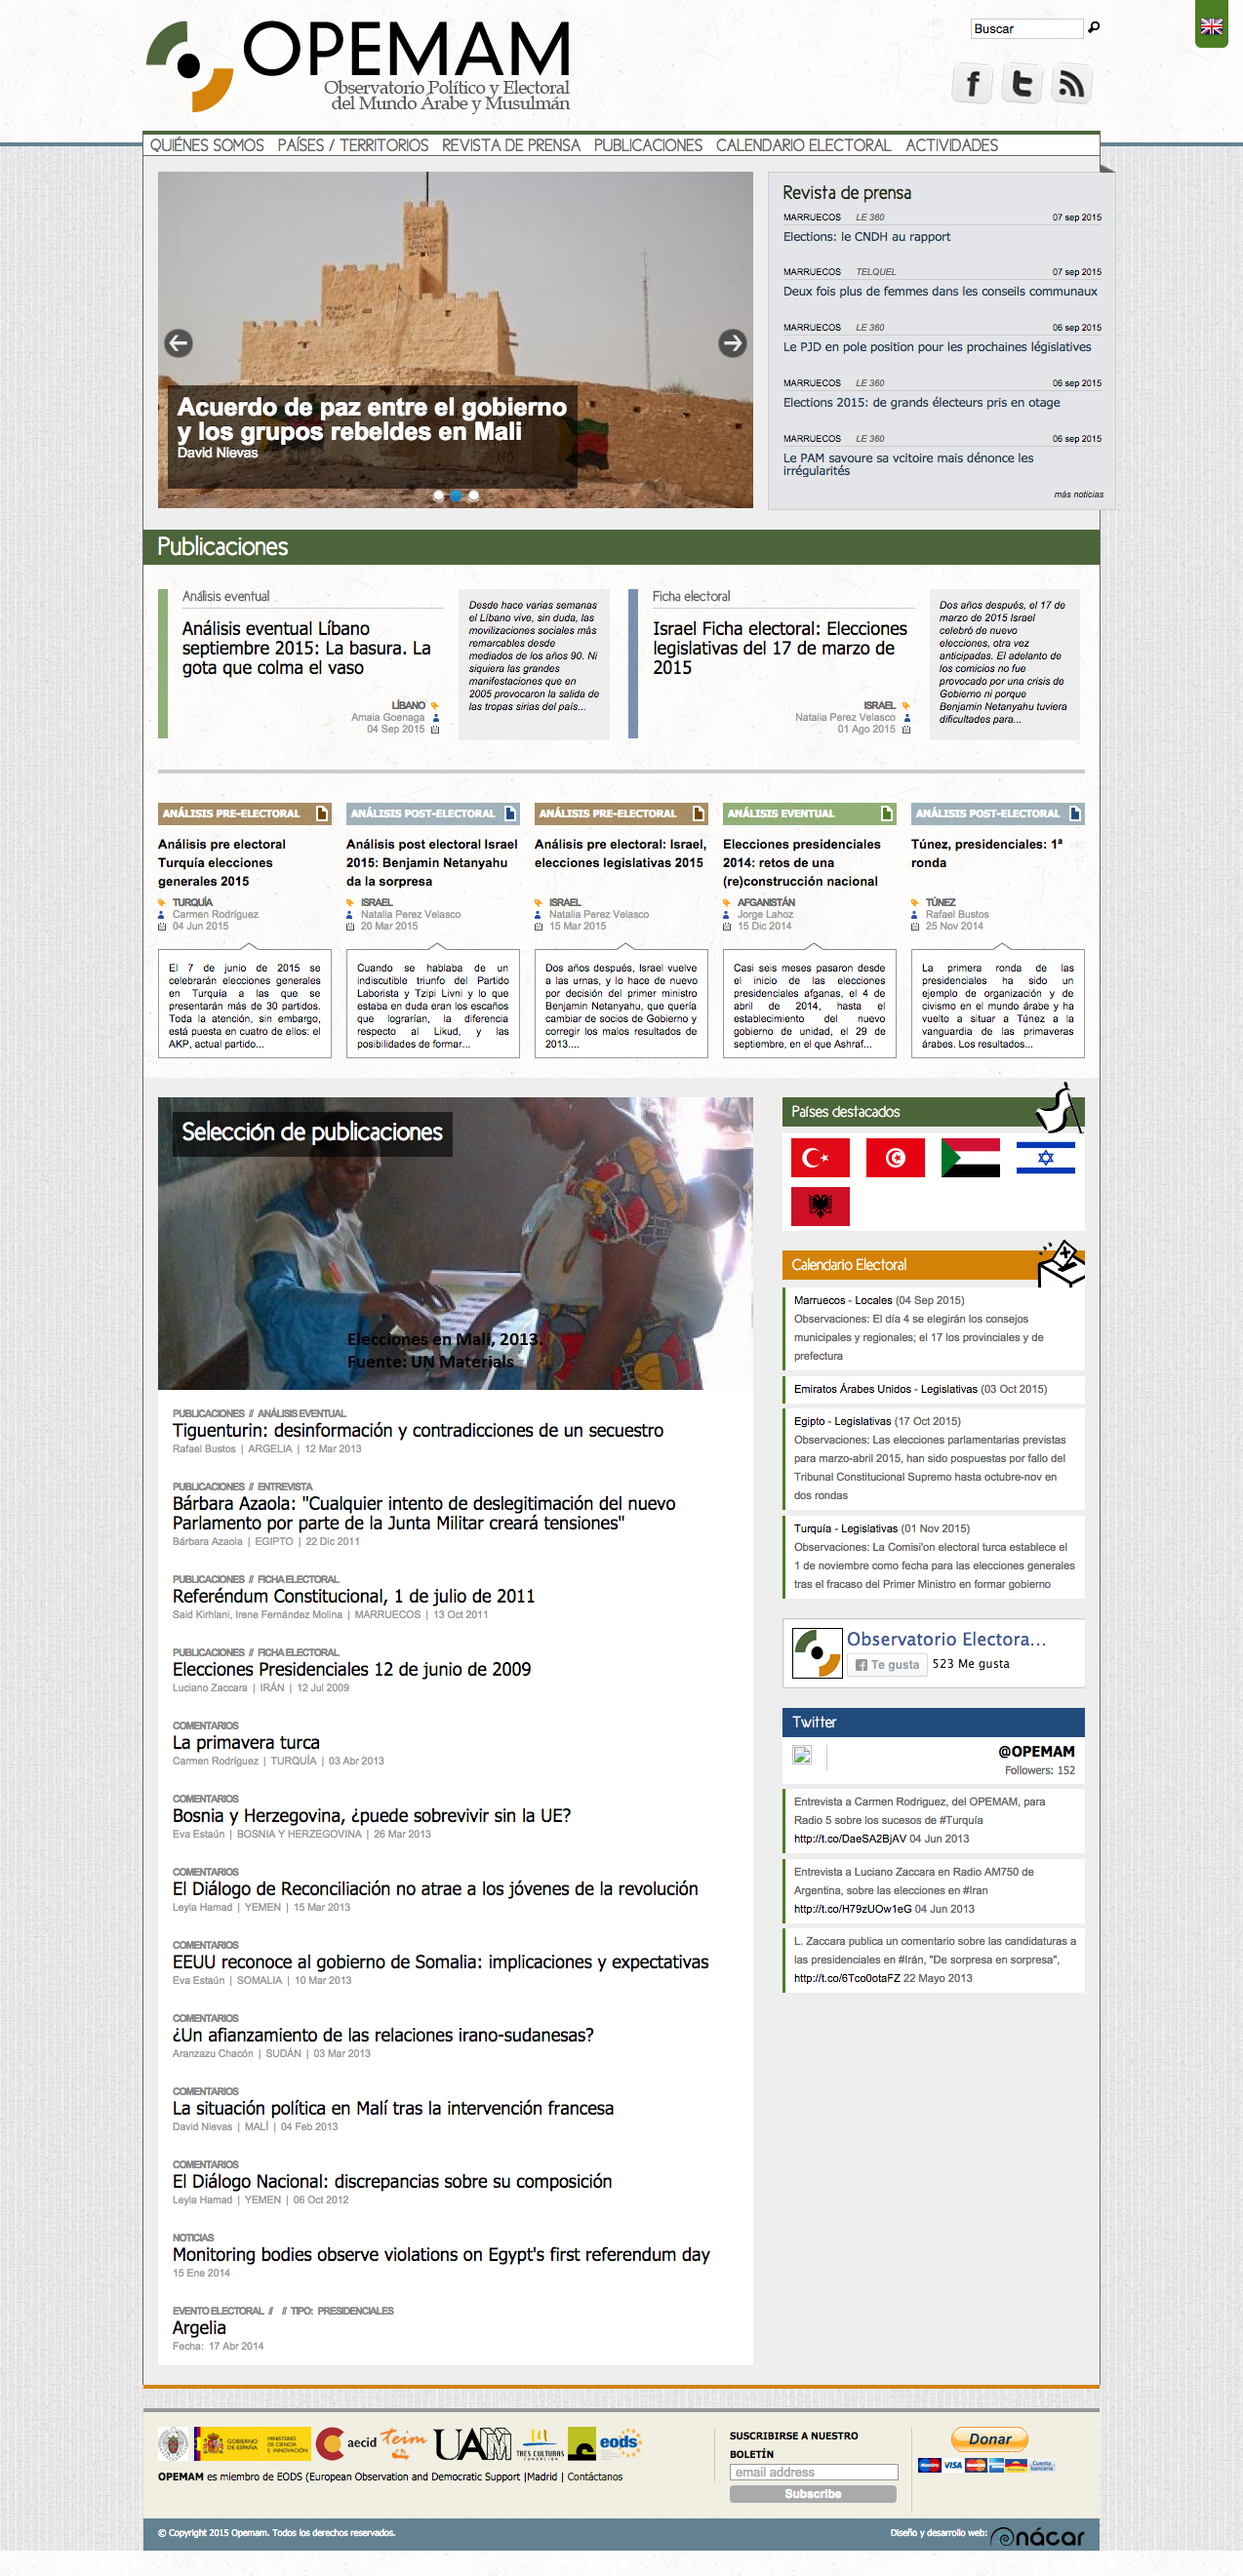 OPEMAM
Observatorio Político y Electoral
del Mundo Arabe y Musulmán
Buscar
QUIÉNES SOMOS PAÍSES / TERRITORIOS REVISTA DE PRENSA PUBLICACIONES CALENDARIO ELECTORAL ACTIVIDADES
Acuerdo de paz entre el gobierno
y los grupos rebeldes en Mali
David Nievas
Revista de prensa
MARRUECOS LE 360 07 sep 2015
Elections: le CNDH au rapport
MARRUECOS TELQUEL 07 sep 2015
Deux fois plus de femmes dans les conseils communaux
MARRUECOS LE 360 06 sep 2015
Le PJD en pole position pour les prochaines législatives
MARRUECOS LE 360 06 sep 2015
Elections 2015: de grands électeurs pris en otage
MARRUECOS LE 360 06 sep 2015
Le PAM savoure sa vcitoire mais dénonce les
irrégularités
más noticias
Publicaciones
Análisis eventual
Análisis eventual Líbano
septiembre 2015: La basura. La
gota que colma el vaso
LÍBANO
Amaia Goenaga
04 Sep 2015
Desde hace varias semanas
el Líbano vive, sin duda, las
movilizaciones sociales más
remarcables desde
mediados de los años 90. Ni
siquiera las grandes
manifestaciones que en
2005 provocaron la salida de
las tropas sirias del país...
Ficha electoral
Israel Ficha electoral: Elecciones
legislativas del 17 de marzo de
2015
ISRAEL
Natalia Perez Velasco
01 Ago 2015
Dos años después, el 17 de
marzo de 2015 Israel
celebró de nuevo
elecciones, otra vez
anticipadas. El adelanto de
los comicios no fue
provocado por una crisis de
Gobierno ni porque
Benjamin Netanyahu tuviera
dificultades para...
ANÁLISIS PRE-ELECTORAL
Análisis pre electoral
Turquía elecciones
generales 2015
TURQUÍA
Carmen Rodríguez
04 Jun 2015
El 7 de junio de 2015 se
celebrarán elecciones generales
en Turquía a las que se
presentarán más de 30 partidos.
Toda la atención, sin embargo,
está puesta en cuatro de ellos: el
AKP, actual partido...
ANÁLISIS POST-ELECTORAL
Análisis post electoral Israel
2015: Benjamin Netanyahu
da la sorpresa
ISRAEL
Natalia Perez Velasco
20 Mar 2015
Cuando se hablaba de un
indiscutible triunfo del Partido
Laborista y Tzipi Livni y lo que
estaba en duda eran los escaños
que lograrían, la diferencia
respecto al Likud, y las
posibilidades de formar...
ANÁLISIS PRE-ELECTORAL
Análisis pre electoral: Israel,
elecciones legislativas 2015
ISRAEL
Natalia Perez Velasco
15 Mar 2015
Dos años después, Israel vuelve
a las urnas, y lo hace de nuevo
por decisión del primer ministro
Benjamin Netanyahu, que quería
cambiar de socios de Gobierno y
corregir los malos resultados de
2013....
ANÁLISIS EVENTUAL
Elecciones presidenciales
2014: retos de una
(re)construcción nacional
AFGANISTÁN
Jorge Lahoz
15 Dic 2014
Casi seis meses pasaron desde
el inicio de las elecciones
presidenciales afganas, el 4 de
abril de 2014, hasta el
establecimiento del nuevo
gobierno de unidad, el 29 de
septiembre, en el que Ashraf...
ANÁLISIS POST-ELECTORAL
Túnez, presidenciales: 1ª
ronda
TÚNEZ
Rafael Bustos
25 Nov 2014
La primera ronda de las
presidenciales ha sido un
ejemplo de organización y de
civismo en el mundo árabe y ha
vuelto a situar a Túnez a la
vanguardia de las primaveras
árabes. Los resultados...
Selección de publicaciones
Elecciones en Mali, 2013.
Fuente: UN Materials
PUBLICACIONES // ANÁLISIS EVENTUAL
Tiguenturin: desinformación y contradicciones de un secuestro
Rafael Bustos | ARGELIA | 12 Mar 2013
PUBLICACIONES // ENTREVISTA
Bárbara Azaola: "Cualquier intento de deslegitimación del nuevo
Parlamento por parte de la Junta Militar creará tensiones"
Bárbara Azaola | EGIPTO | 22 Dic 2011
PUBLICACIONES // FICHA ELECTORAL
Referéndum Constitucional, 1 de julio de 2011
Said Kirhlani, Irene Fernández Molina | MARRUECOS | 13 Oct 2011
PUBLICACIONES // FICHA ELECTORAL
Elecciones Presidenciales 12 de junio de 2009
Luciano Zaccara | IRÁN | 12 Jul 2009
COMENTARIOS
La primavera turca
Carmen Rodríguez | TURQUÍA | 03 Abr 2013
COMENTARIOS
Bosnia y Herzegovina, ¿puede sobrevivir sin la UE?
Eva Estaún | BOSNIA Y HERZEGOVINA | 26 Mar 2013
COMENTARIOS
El Diálogo de Reconciliación no atrae a los jóvenes de la revolución
Leyla Hamad | YEMEN | 15 Mar 2013
COMENTARIOS
EEUU reconoce al gobierno de Somalia: implicaciones y expectativas
Eva Estaún | SOMALIA | 10 Mar 2013
COMENTARIOS
¿Un afianzamiento de las relaciones irano-sudanesas?
Aranzazu Chacón | SUDÁN | 03 Mar 2013
COMENTARIOS
La situación política en Malí tras la intervención francesa
David Nievas | MALÍ | 04 Feb 2013
COMENTARIOS
El Diálogo Nacional: discrepancias sobre su composición
Leyla Hamad | YEMEN | 06 Oct 2012
NOTICIAS
Monitoring bodies observe violations on Egypt's first referendum day
15 Ene 2014
EVENTO ELECTORAL // // TIPO: PRESIDENCIALES
Argelia
Fecha: 17 Abr 2014
Países destacados
Calendario Electoral
Marruecos - Locales (04 Sep 2015)
Observaciones: El día 4 se elegirán los consejos
municipales y regionales; el 17 los provinciales y de
prefectura
Emiratos Árabes Unidos - Legislativas (03 Oct 2015)
Egipto - Legislativas (17 Oct 2015)
Observaciones: Las elecciones parlamentarias previstas
para marzo-abril 2015, han sido pospuestas por fallo del
Tribunal Constitucional Supremo hasta octubre-nov en
dos rondas
Turquía - Legislativas (01 Nov 2015)
Observaciones: La Comisi'on electoral turca establece el
1 de noviembre como fecha para las elecciones generales
tras el fracaso del Primer Ministro en formar gobierno
Observatorio Electora...
Te gusta 523 Me gusta
Twitter
@OPEMAM
Followers: 152
Entrevista a Carmen Rodriguez, del OPEMAM, para
Radio 5 sobre los sucesos de #Turquía
http://t.co/DaeSA2BjAV 04 Jun 2013
Entrevista a Luciano Zaccara en Radio AM750 de
Argentina, sobre las elecciones en #Iran
http://t.co/H79zUOw1eG 04 Jun 2013
L. Zaccara publica un comentario sobre las candidaturas a
las presidenciales en #Irán, "De sorpresa en sorpresa",
http://t.co/6Tco0otaFZ 22 Mayo 2013
GOBIERNO DE ESPAÑA MINISTERIO DE CIENCIA E INNOVACIÓN aecid teim UAM TRES CULTURAS FUNDACIÓN eods
OPEMAM es miembro de EODS (European Observation and Democratic Support |Madrid | Contáctanos
SUSCRIBIRSE A NUESTRO
BOLETÍN
email address
Subscribe
Donar
VISA
Cuenta bancaria
© Copyright 2015 Opemam. Todos los derechos reservados.
Diseño y desarrollo web: nácar